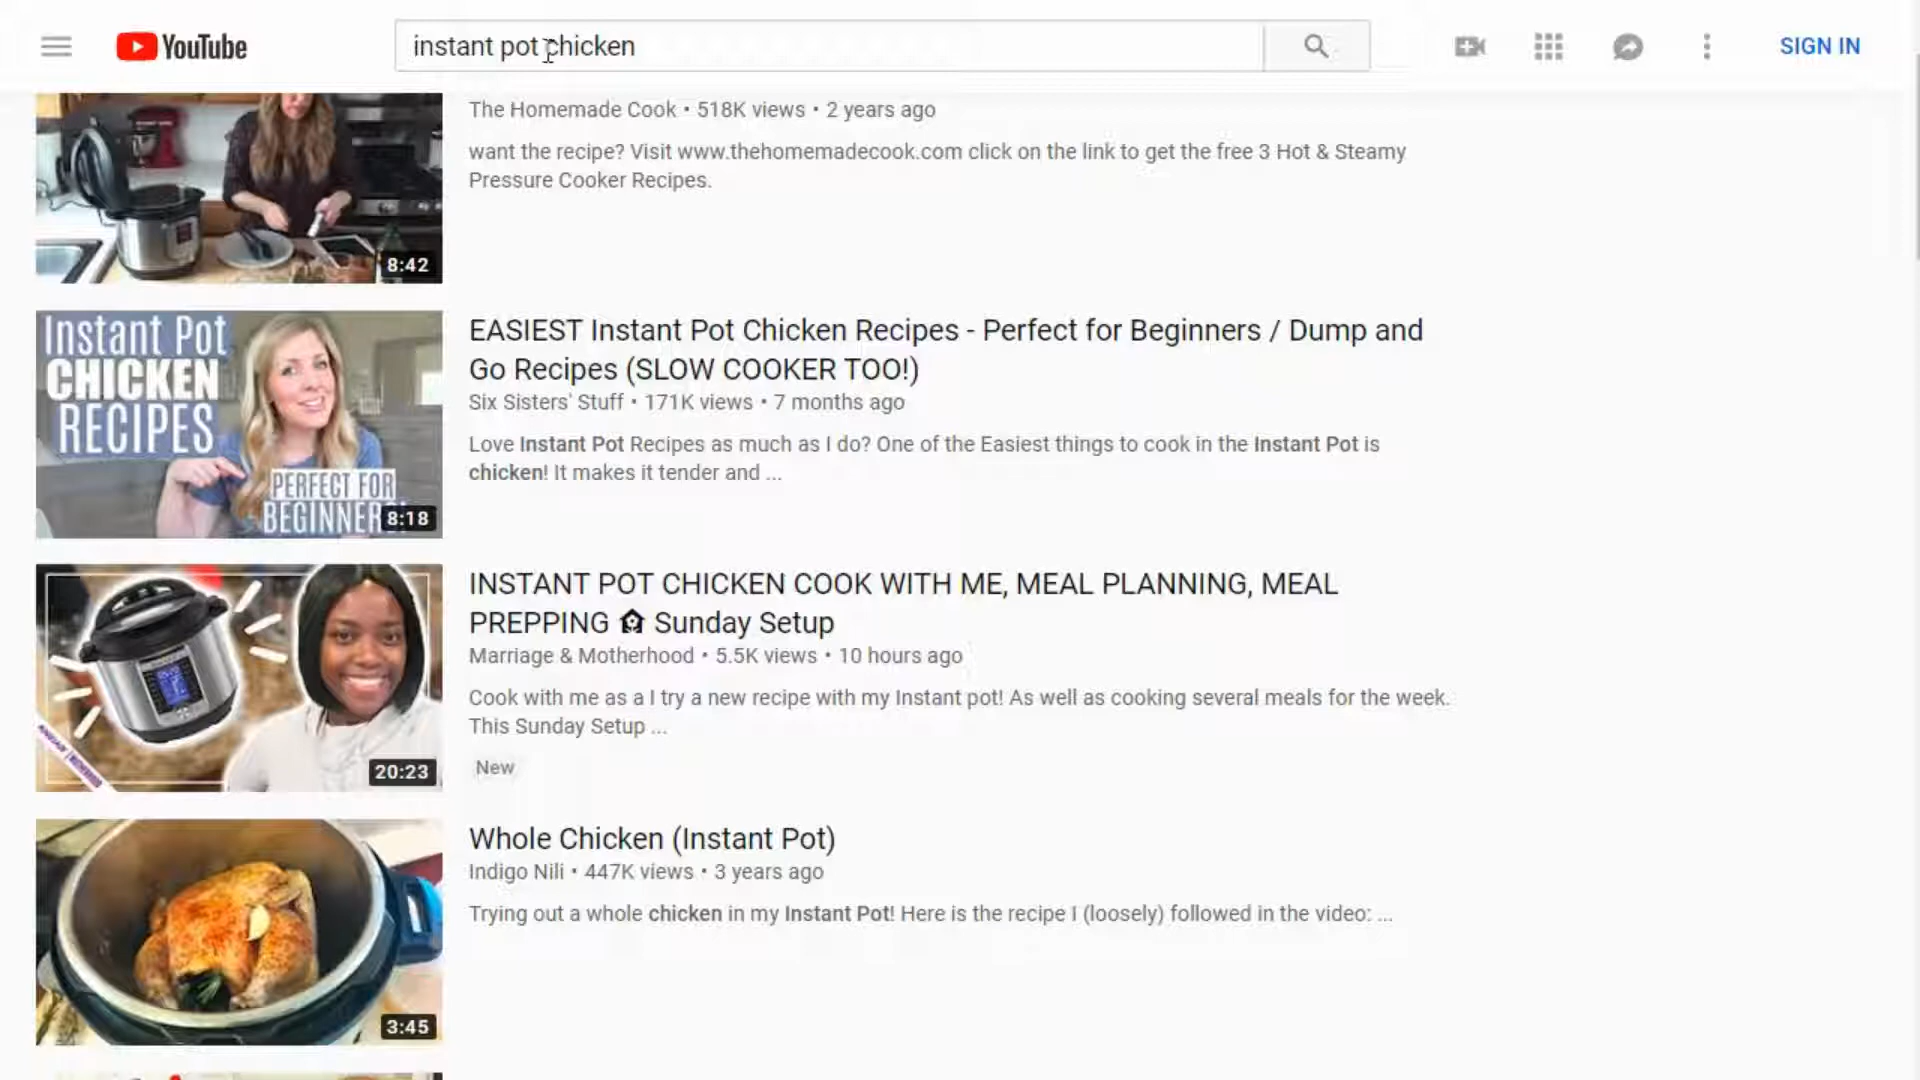 YouTube
instant pot chicken
SIGN IN
The Homemade Cook • 518K views • 2 years ago
want the recipe? Visit www.thehomemadecook.com click on the link to get the free 3 Hot & Steamy
Pressure Cooker Recipes.
8:42
Instant Pot
CHICKEN
RECIPES
PERFECT FOR
BEGINNER
8:18
EASIEST Instant Pot Chicken Recipes - Perfect for Beginners / Dump and
Go Recipes (SLOW COOKER TOO!)
Six Sisters' Stuff • 171K views • 7 months ago
Love Instant Pot Recipes as much as I do? One of the Easiest things to cook in the Instant Pot is
chicken! It makes it tender and ...
20:23
INSTANT POT CHICKEN COOK WITH ME, MEAL PLANNING, MEAL
PREPPING 🏠 Sunday Setup
Marriage & Motherhood • 5.5K views • 10 hours ago
Cook with me as a I try a new recipe with my Instant pot! As well as cooking several meals for the week.
This Sunday Setup ...
New
3:45
Whole Chicken (Instant Pot)
Indigo Nili • 447K views • 3 years ago
Trying out a whole chicken in my Instant Pot! Here is the recipe I (loosely) followed in the video: ...